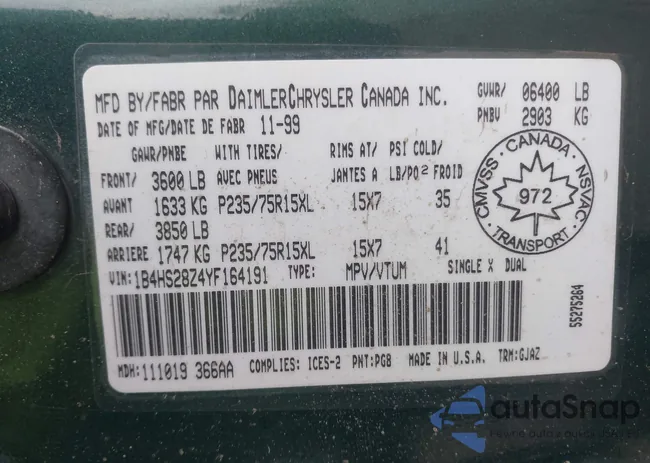 MFD BY/FABR PAR DAIMLERCHRYSLER CANADA INC.
GVWR/ 06400 LB
DATE OF MFG/DATE DE FABR 11-99
PNBV 2903 KG
GAWR/PNBE WITH TIRES/ RIMS AT/ PSI COLD/
FRONT/ 3600 LB AVEC PNEUS JANTES A LB/PO² FROID
AVANT 1633 KG P235/75R15XL 15X7 35
REAR/ 3850 LB
ARRIERE 1747 KG P235/75R15XL 15X7 41
CMVSS · CANADA · NSVAC · TRANSPORT ·
972
VIN: 1B4HS28Z4YF164191 TYPE: MPV/VTUM SINGLE X DUAL
55275264
MDH: 111019 366AA COMPLIES: ICES-2 PNT: PG8 MADE IN U.S.A. TRM: GJAZ
autoSnap